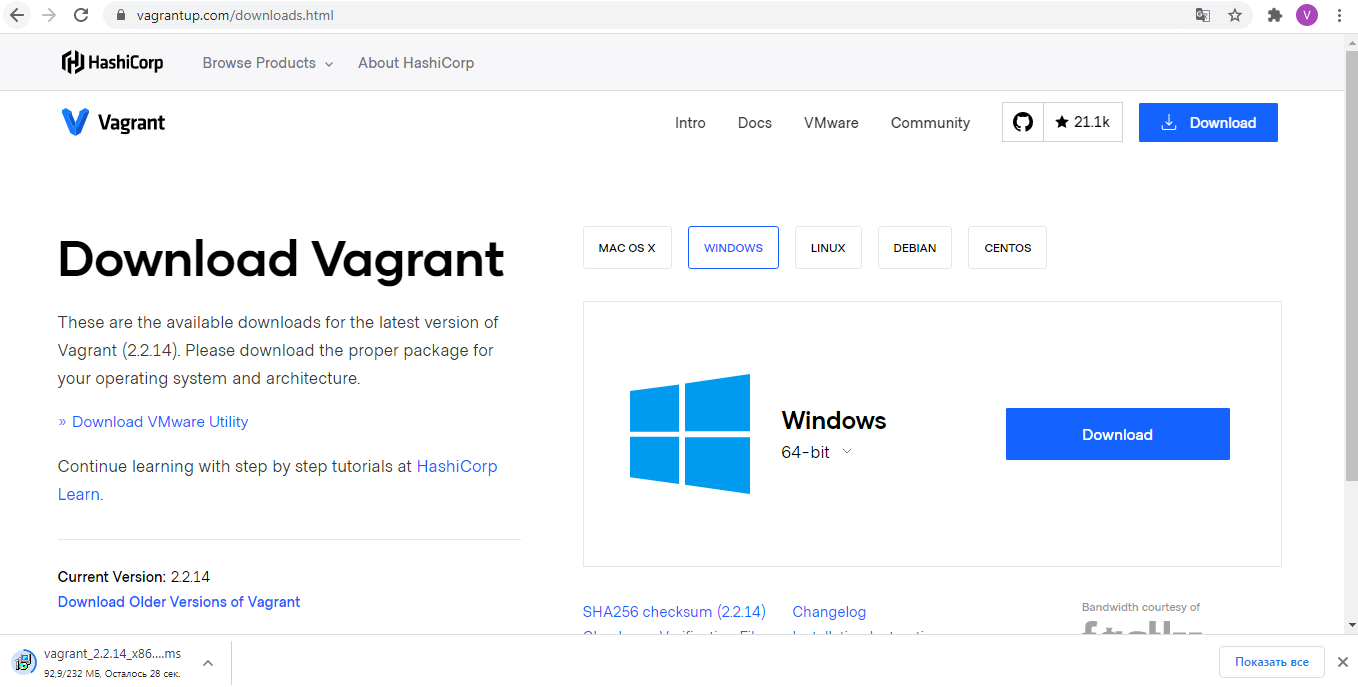 vagrantup.com/downloads.html
V
HashiCorp
Browse Products
About HashiCorp
Vagrant
Intro
Docs
VMware
Community
21.1k
Download
Download Vagrant
These are the available downloads for the latest version of
Vagrant (2.2.14). Please download the proper package for
your operating system and architecture.
» Download VMware Utility
Continue learning with step by step tutorials at HashiCorp
Learn.
Current Version: 2.2.14
Download Older Versions of Vagrant
MAC OS X
WINDOWS
LINUX
DEBIAN
CENTOS
Windows
64-bit
Download
SHA256 checksum (2.2.14)
Changelog
Bandwidth courtesy of
fastly
vagrant_2.2.14_x86....ms
92,9/232 МБ, Осталось 28 сек.
Показать все